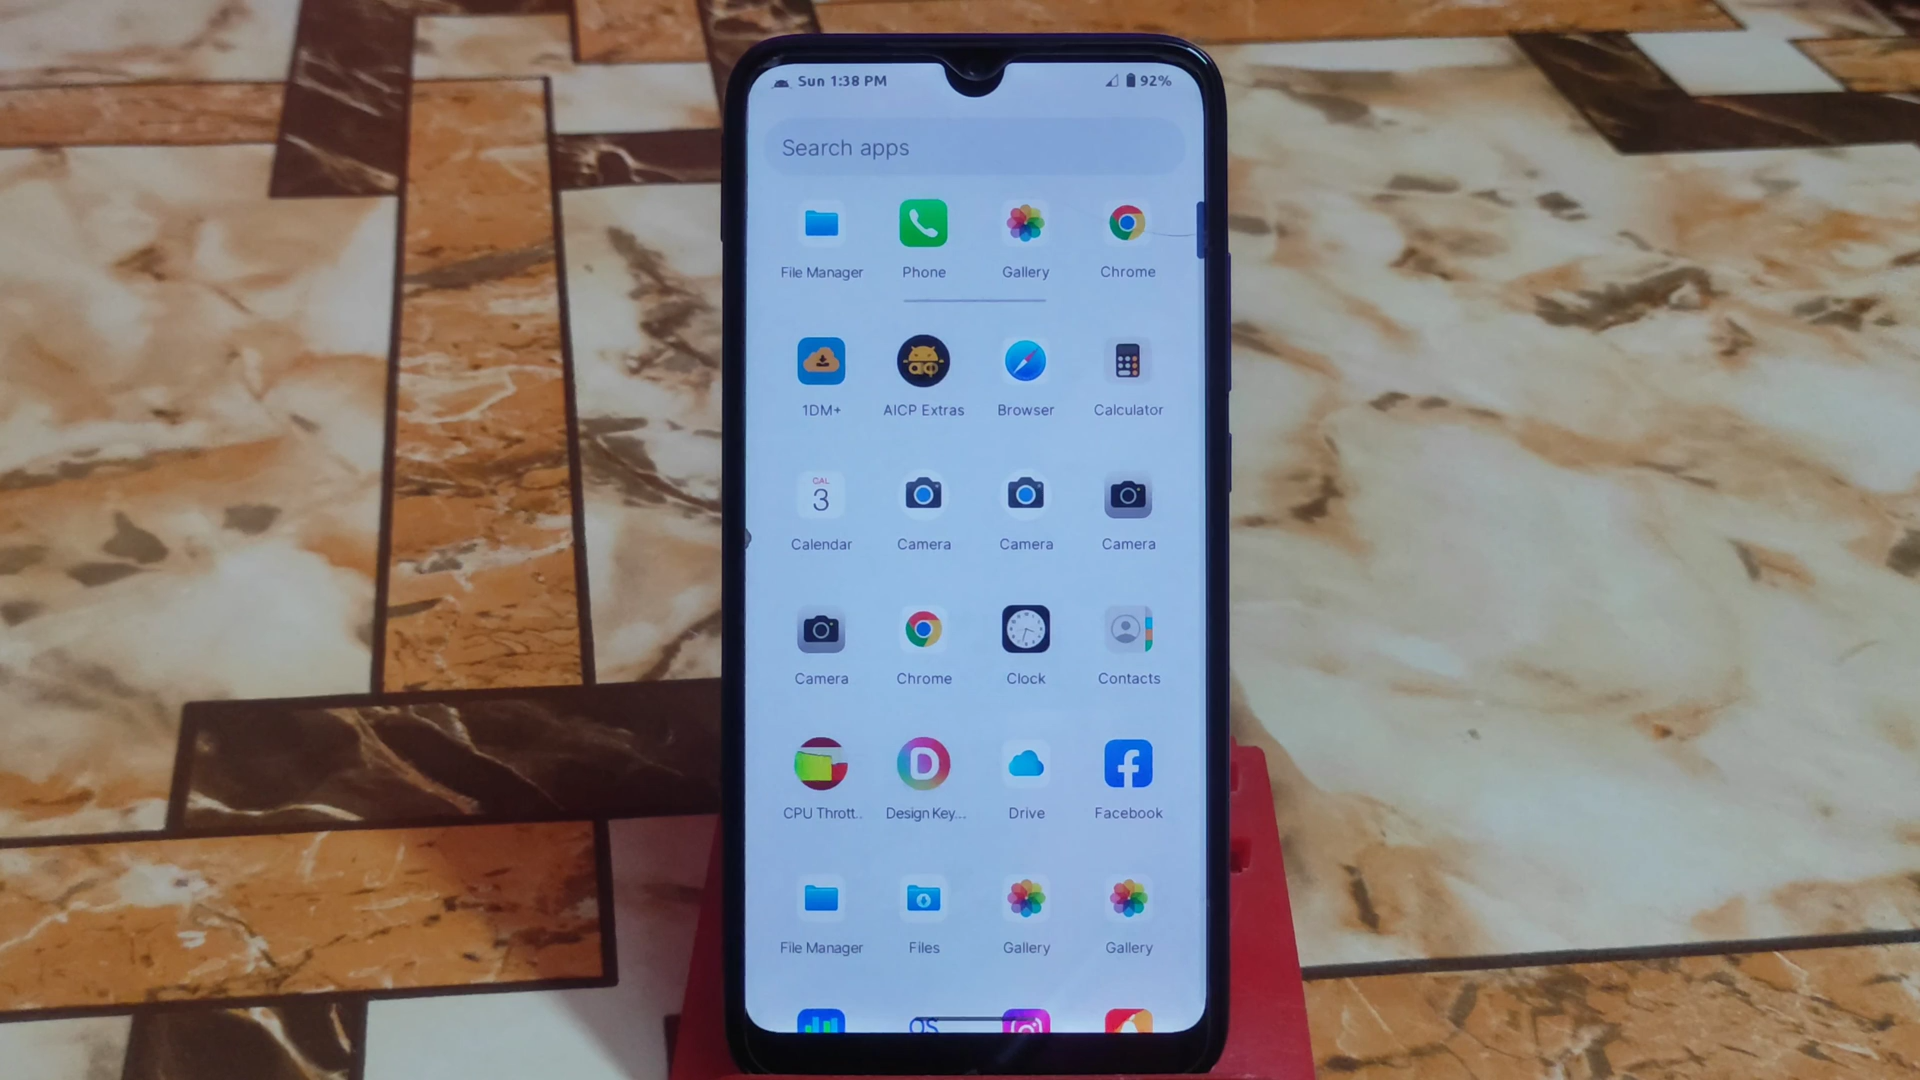 Sun 1:38 PM 92%
Search apps
File Manager Phone Gallery Chrome
1DM+ AICP Extras Browser Calculator
CAL
3
Calendar Camera Camera Camera
Camera Chrome Clock Contacts
D
CPU Thrott.. Design Key... Drive Facebook
File Manager Files Gallery Gallery